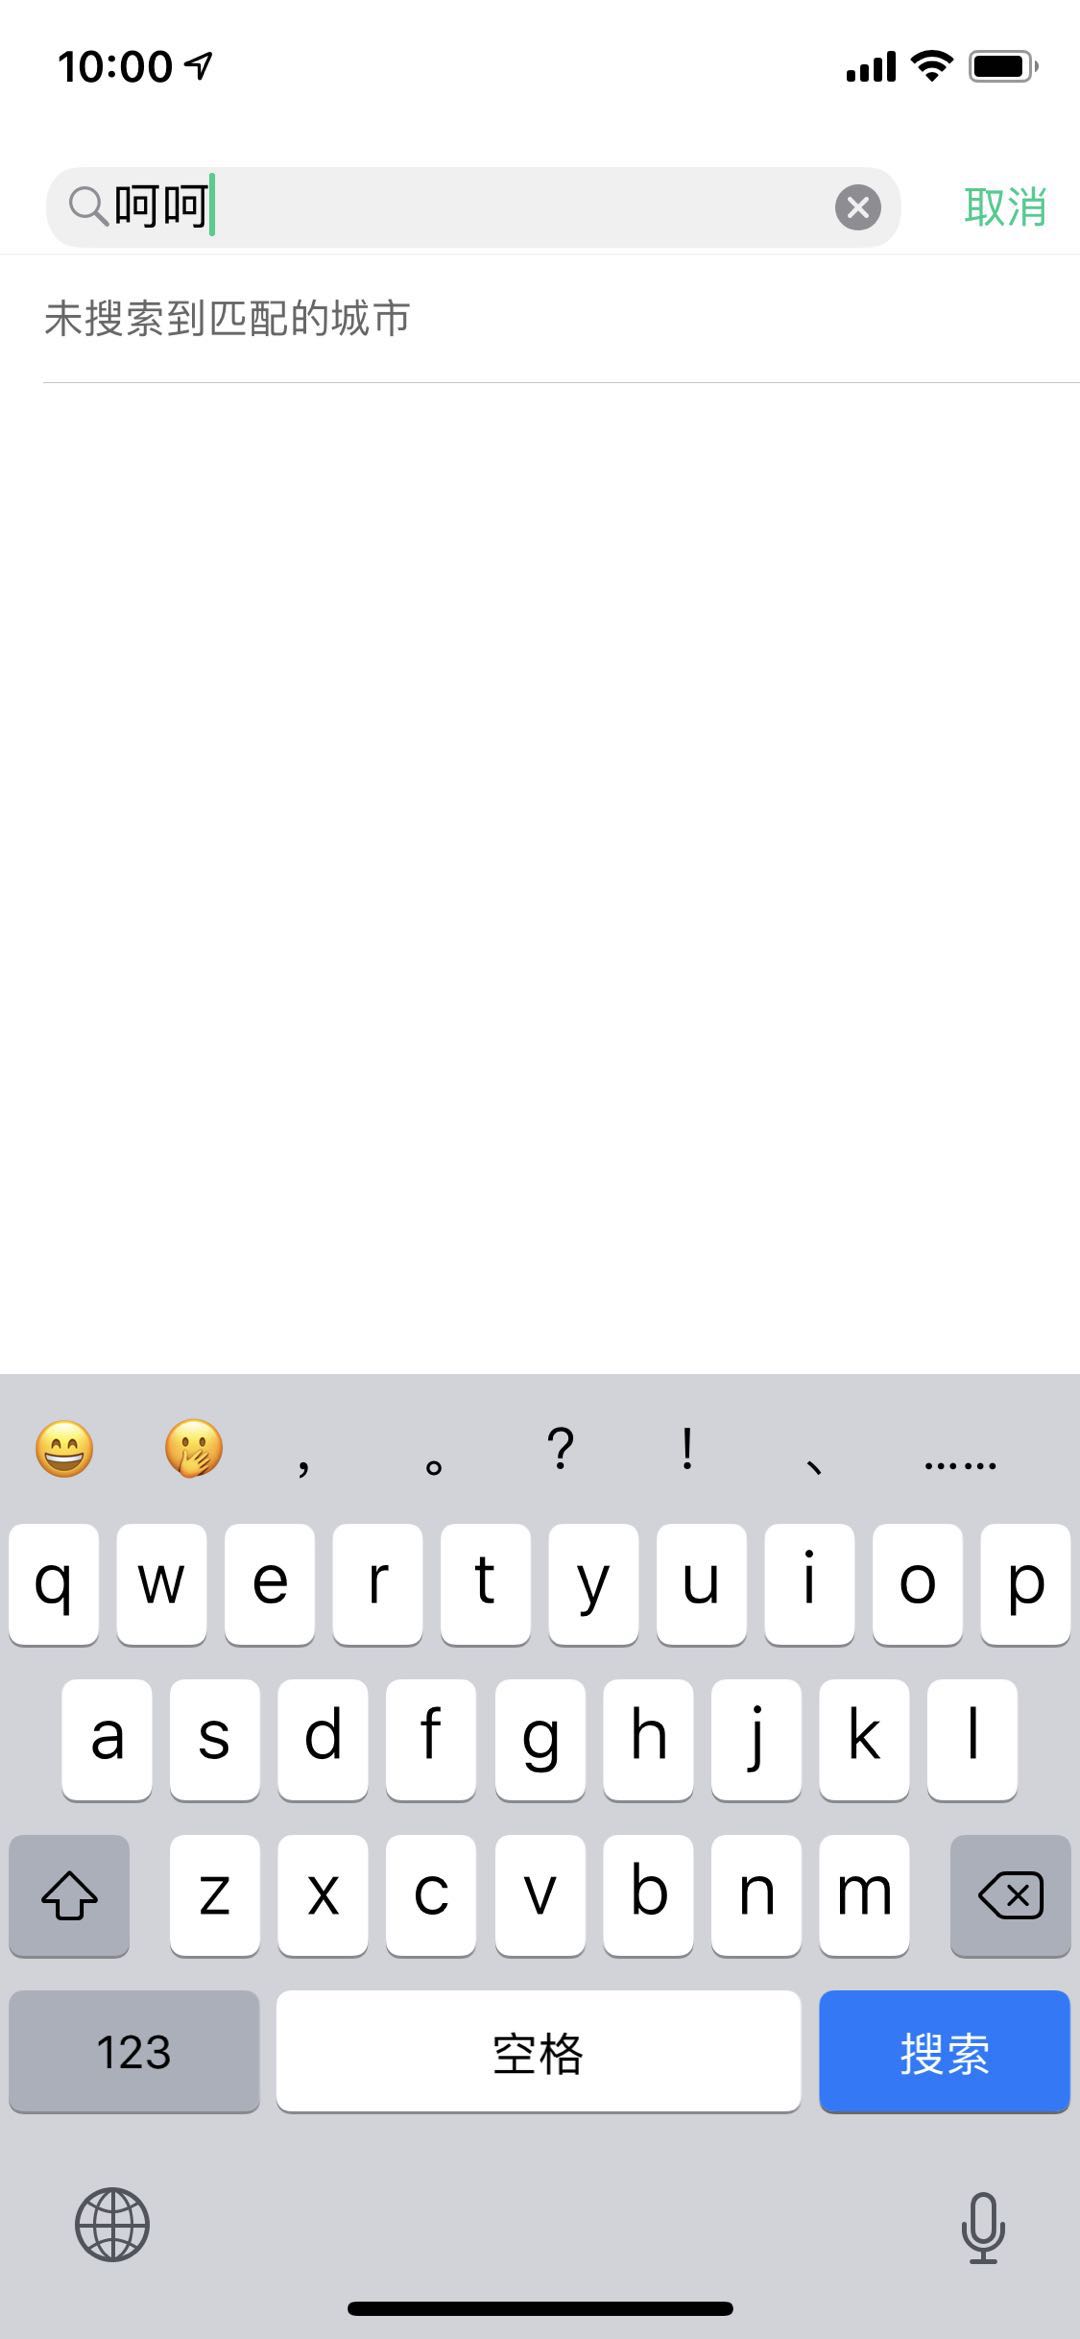 10:00
呵呵
取消
未搜索到匹配的城市
😄 🤭 ， 。 ？ ！ 、 ……
q w e r t y u i o p
a s d f g h j k l
z x c v b n m
123 空格 搜索